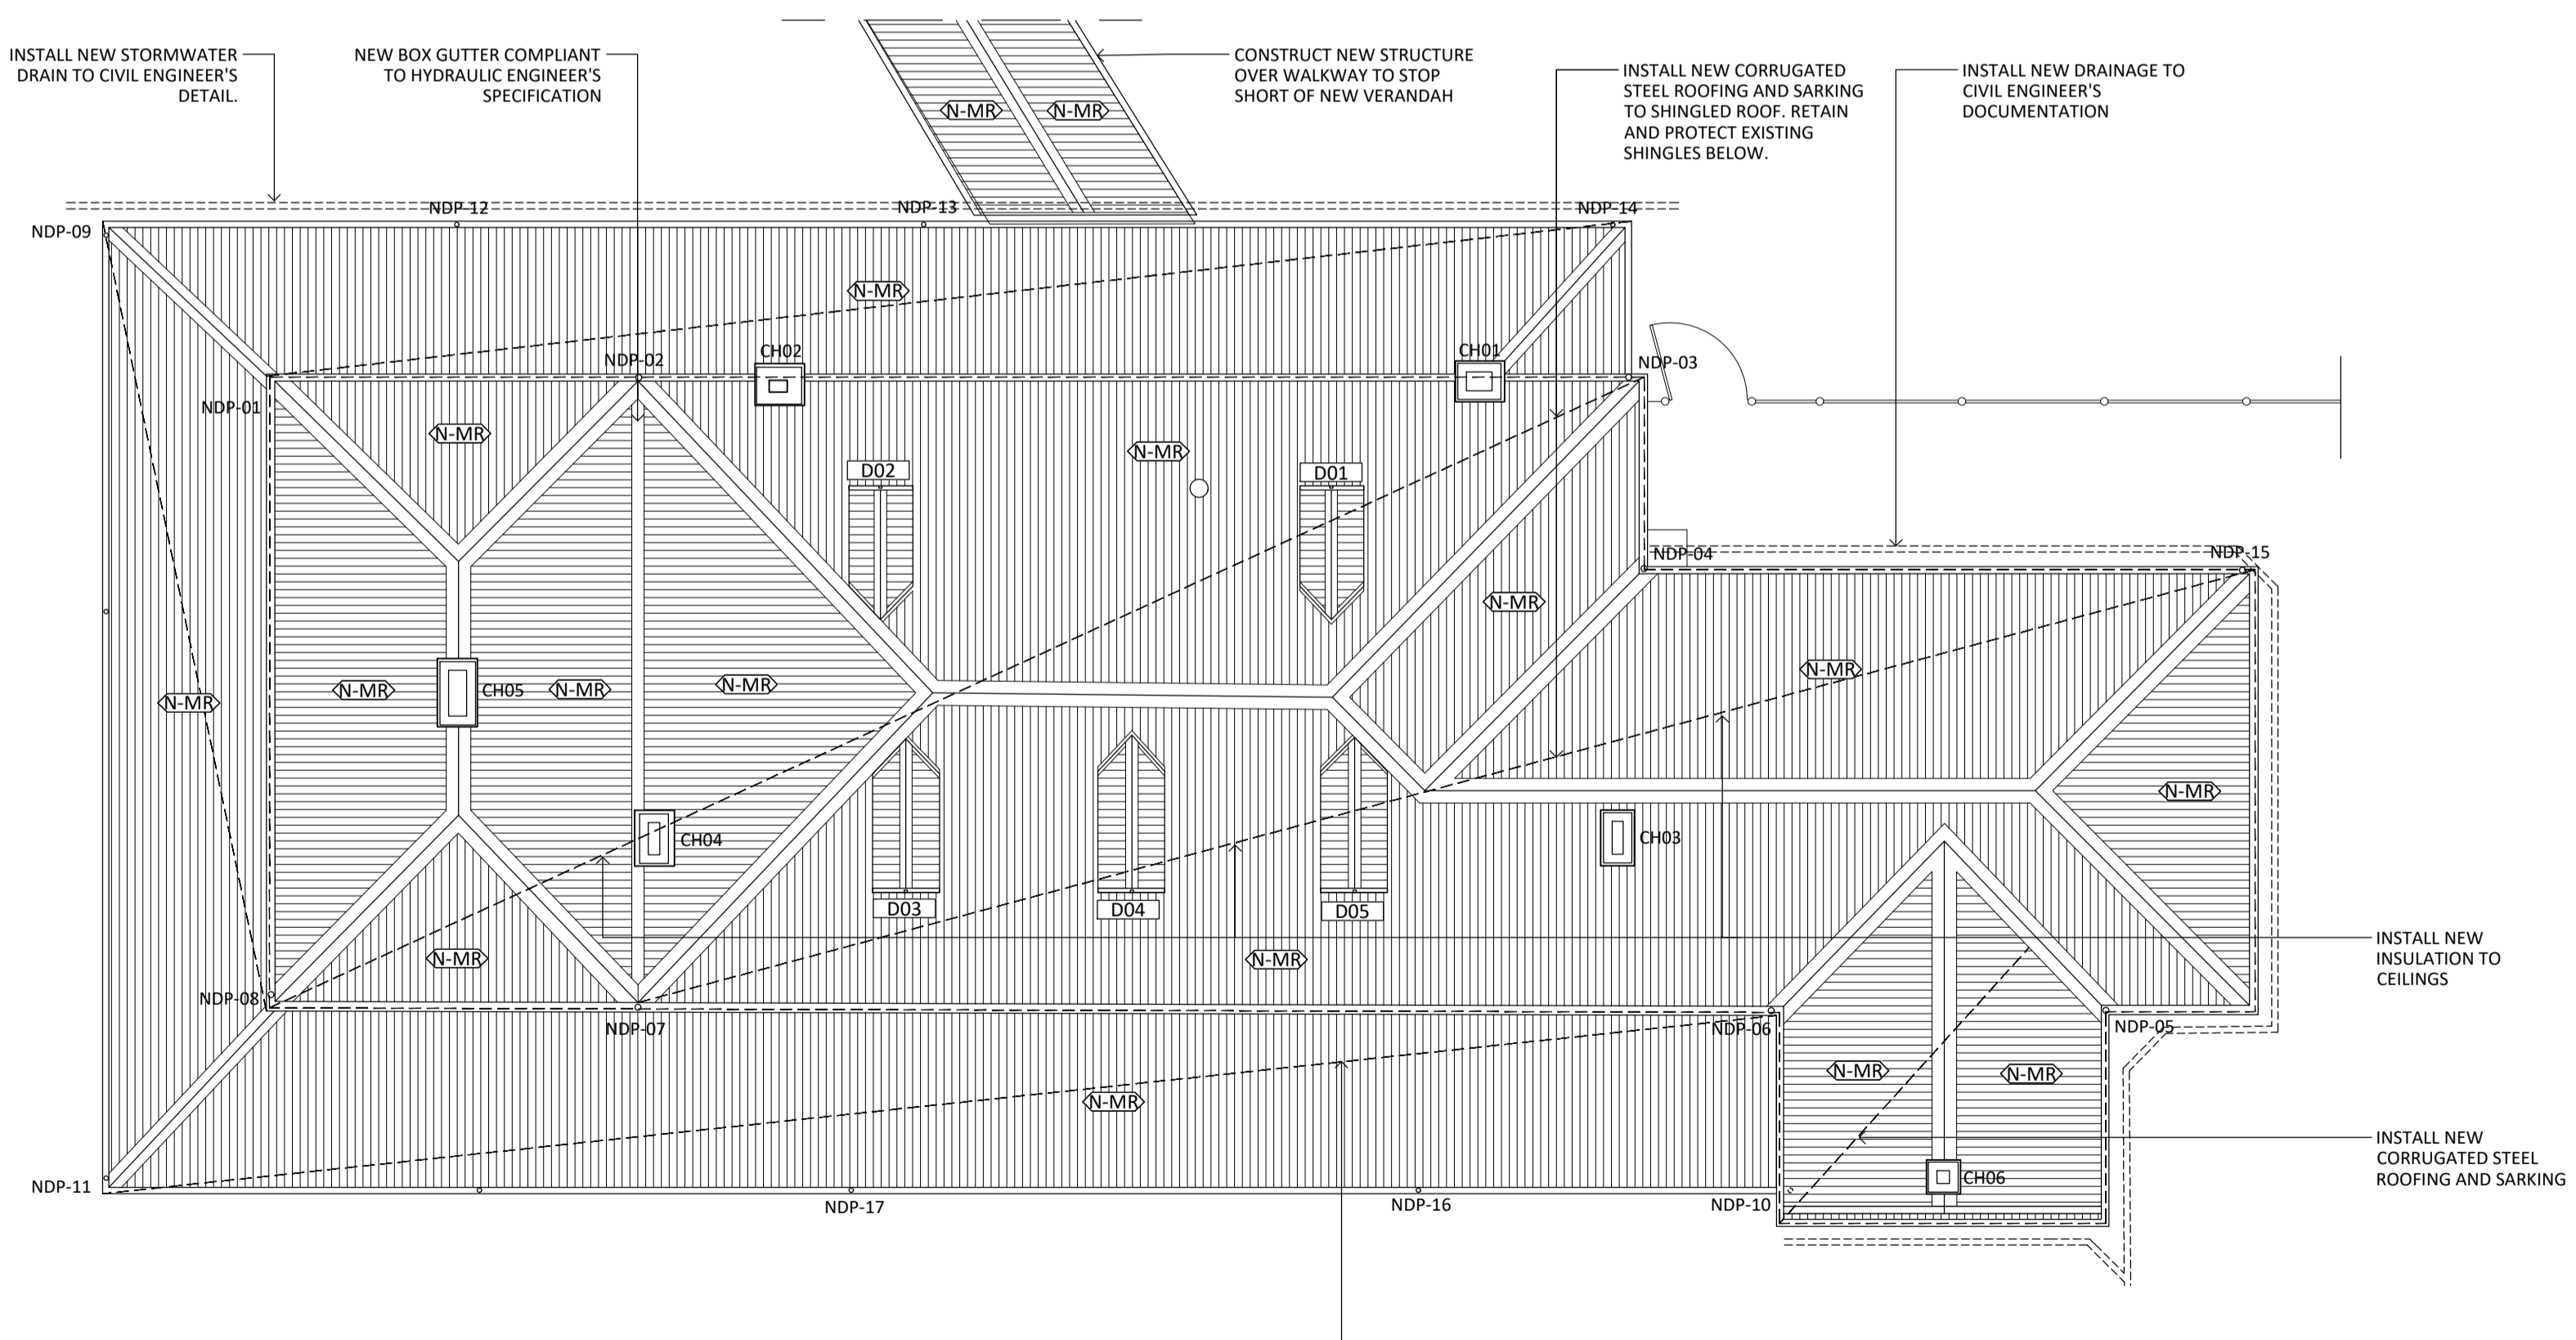 INSTALL NEW STORMWATER
DRAIN TO CIVIL ENGINEER'S
DETAIL.
NEW BOX GUTTER COMPLIANT
TO HYDRAULIC ENGINEER'S
SPECIFICATION
CONSTRUCT NEW STRUCTURE
OVER WALKWAY TO STOP
SHORT OF NEW VERANDAH
INSTALL NEW CORRUGATED
STEEL ROOFING AND SARKING
TO SHINGLED ROOF. RETAIN
AND PROTECT EXISTING
SHINGLES BELOW.
INSTALL NEW DRAINAGE TO
CIVIL ENGINEER'S
DOCUMENTATION
N-MR
N-MR
NDP-09
NDP-12
NDP-13
NDP-14
N-MR
CH02
NDP-02
CH01
NDP-03
NDP-01
N-MR
N-MR
D02
D01
NDP-04
NDP-15
N-MR
N-MR
N-MR
N-MR
CH05
N-MR
N-MR
N-MR
N-MR
CH04
CH03
D03
D04
D05
N-MR
N-MR
INSTALL NEW
INSULATION TO
CEILINGS
NDP-08
NDP-07
NDP-06
NDP-05
N-MR
N-MR
N-MR
INSTALL NEW
CORRUGATED STEEL
ROOFING AND SARKING
CH06
NDP-11
NDP-17
NDP-16
NDP-10